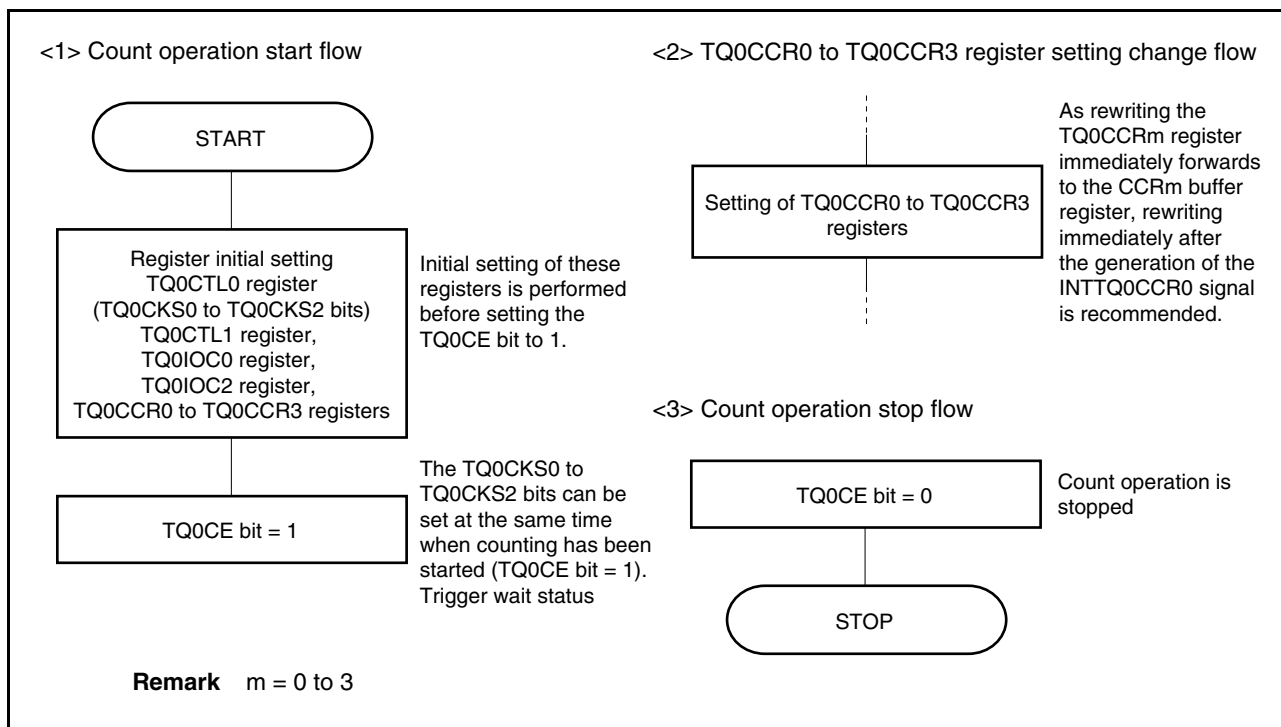 <1> Count operation start flow
START
Register initial setting
TQ0CTL0 register
(TQ0CKS0 to TQ0CKS2 bits)
TQ0CTL1 register,
TQ0IOC0 register,
TQ0IOC2 register,
TQ0CCR0 to TQ0CCR3 registers
Initial setting of these
registers is performed
before setting the
TQ0CE bit to 1.
TQ0CE bit = 1
The TQ0CKS0 to
TQ0CKS2 bits can be
set at the same time
when counting has been
started (TQ0CE bit = 1).
Trigger wait status
<2> TQ0CCR0 to TQ0CCR3 register setting change flow
Setting of TQ0CCR0 to TQ0CCR3
registers
As rewriting the
TQ0CCRm register
immediately forwards
to the CCRm buffer
register, rewriting
immediately after
the generation of the
INTTQ0CCR0 signal
is recommended.
<3> Count operation stop flow
TQ0CE bit = 0
Count operation is
stopped
STOP
Remark m = 0 to 3